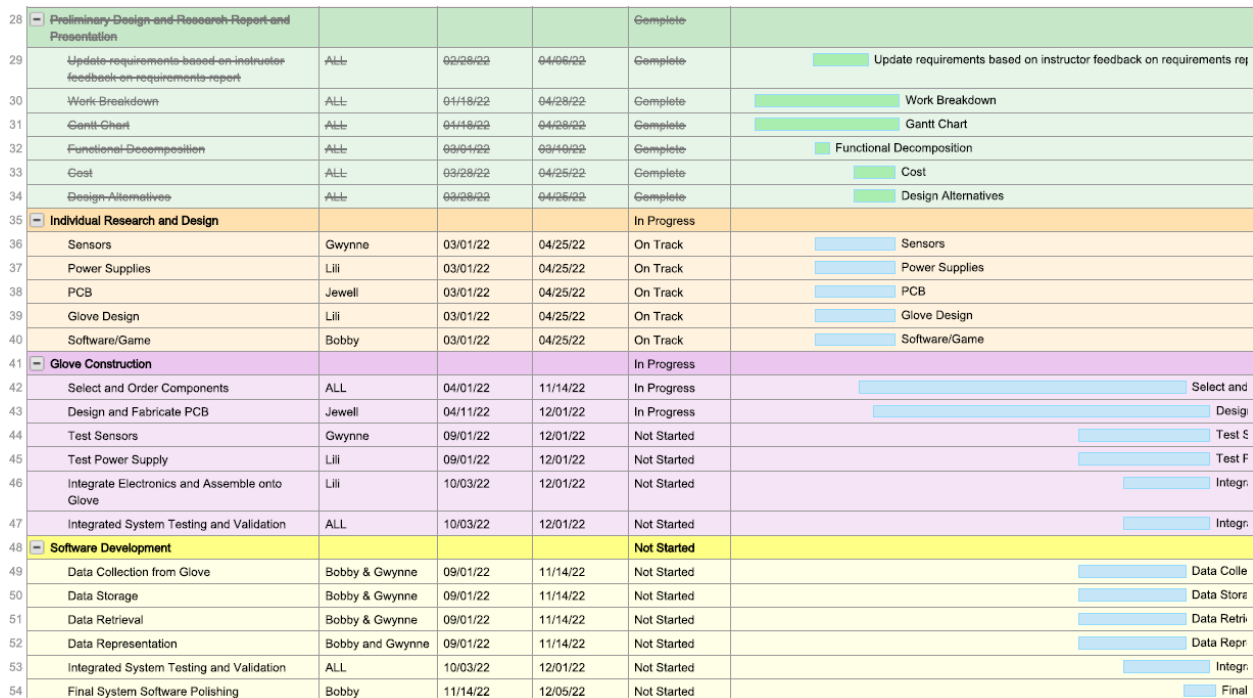 28 Preliminary Design and Research Report and Presentation Complete
29 Update requirements based on instructor feedback on requirements report ALL 02/28/22 04/06/22 Complete Update requirements based on instructor feedback on requirements rep
30 Work Breakdown ALL 01/18/22 04/28/22 Complete Work Breakdown
31 Gantt Chart ALL 01/18/22 04/28/22 Complete Gantt Chart
32 Functional Decomposition ALL 03/01/22 03/10/22 Complete Functional Decomposition
33 Cost ALL 03/28/22 04/25/22 Complete Cost
34 Design Alternatives ALL 03/28/22 04/25/22 Complete Design Alternatives
35 Individual Research and Design In Progress
36 Sensors Gwynne 03/01/22 04/25/22 On Track Sensors
37 Power Supplies Lili 03/01/22 04/25/22 On Track Power Supplies
38 PCB Jewell 03/01/22 04/25/22 On Track PCB
39 Glove Design Lili 03/01/22 04/25/22 On Track Glove Design
40 Software/Game Bobby 03/01/22 04/25/22 On Track Software/Game
41 Glove Construction In Progress
42 Select and Order Components ALL 04/01/22 11/14/22 In Progress Select and
43 Design and Fabricate PCB Jewell 04/11/22 12/01/22 In Progress Desig
44 Test Sensors Gwynne 09/01/22 12/01/22 Not Started Test S
45 Test Power Supply Lili 09/01/22 12/01/22 Not Started Test P
46 Integrate Electronics and Assemble onto Glove Lili 10/03/22 12/01/22 Not Started Integr
47 Integrated System Testing and Validation ALL 10/03/22 12/01/22 Not Started Integr
48 Software Development Not Started
49 Data Collection from Glove Bobby & Gwynne 09/01/22 11/14/22 Not Started Data Colle
50 Data Storage Bobby & Gwynne 09/01/22 11/14/22 Not Started Data Stora
51 Data Retrieval Bobby & Gwynne 09/01/22 11/14/22 Not Started Data Retri
52 Data Representation Bobby and Gwynne 09/01/22 11/14/22 Not Started Data Repr
53 Integrated System Testing and Validation ALL 10/03/22 12/01/22 Not Started Integr
54 Final System Software Polishing Bobby 11/14/22 12/05/22 Not Started Final